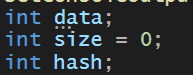 int data;
int size = 0;
int hash;